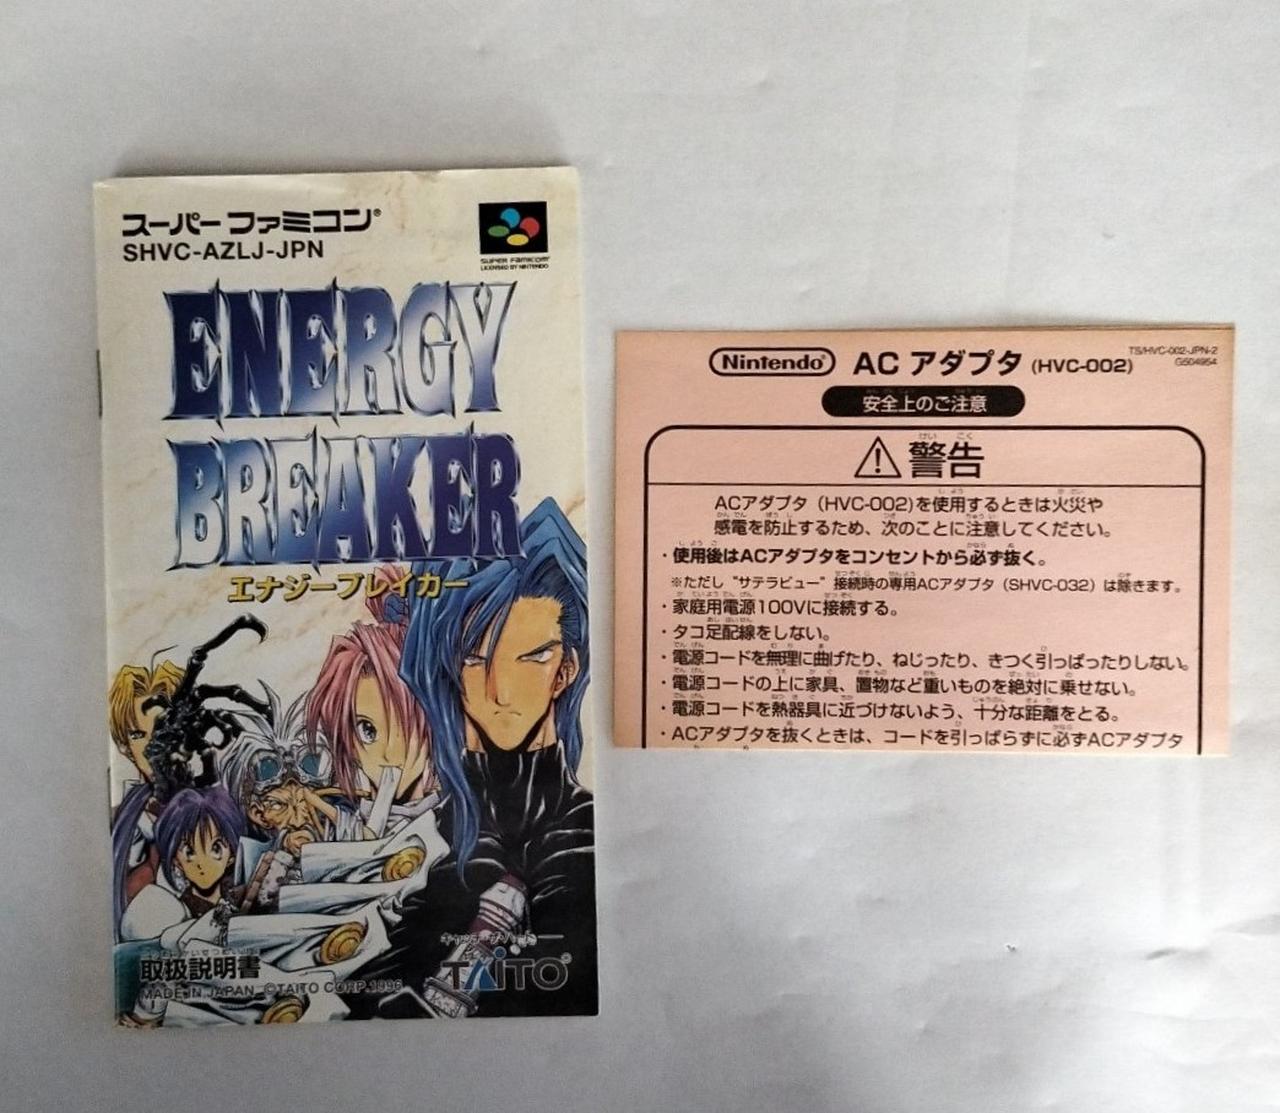 スーパーファミコン®
SHVC-AZLJ-JPN
SUPER FAMICOM
LICENSED BY NINTENDO
ENERGY
BREAKER
エナジーブレイカー
キャッチ・ザ・ハート
TAITO®
取扱説明書
MADE IN JAPAN ©TAITO CORP.1996
Nintendo® ACアダプタ(HVC-002)
TS/HVC-002-JPN-2
G504954
安全上のご注意
けい こく
警告
ACアダプタ(HVC-002)を使用するときは火災や
感電を防止するため、次のことに注意してください。
・使用後はACアダプタをコンセントから必ず抜く。
※ただし“サテラビュー”接続時の専用ACアダプタ(SHVC-032)は除きます。
・家庭用電源100Vに接続する。
・タコ足配線をしない。
・電源コードを無理に曲げたり、ねじったり、きつく引っぱったりしない。
・電源コードの上に家具、置物など重いものを絶対に乗せない。
・電源コードを熱器具に近づけないよう、十分な距離をとる。
・ACアダプタを抜くときは、コードを引っぱらずに必ずACアダプタ